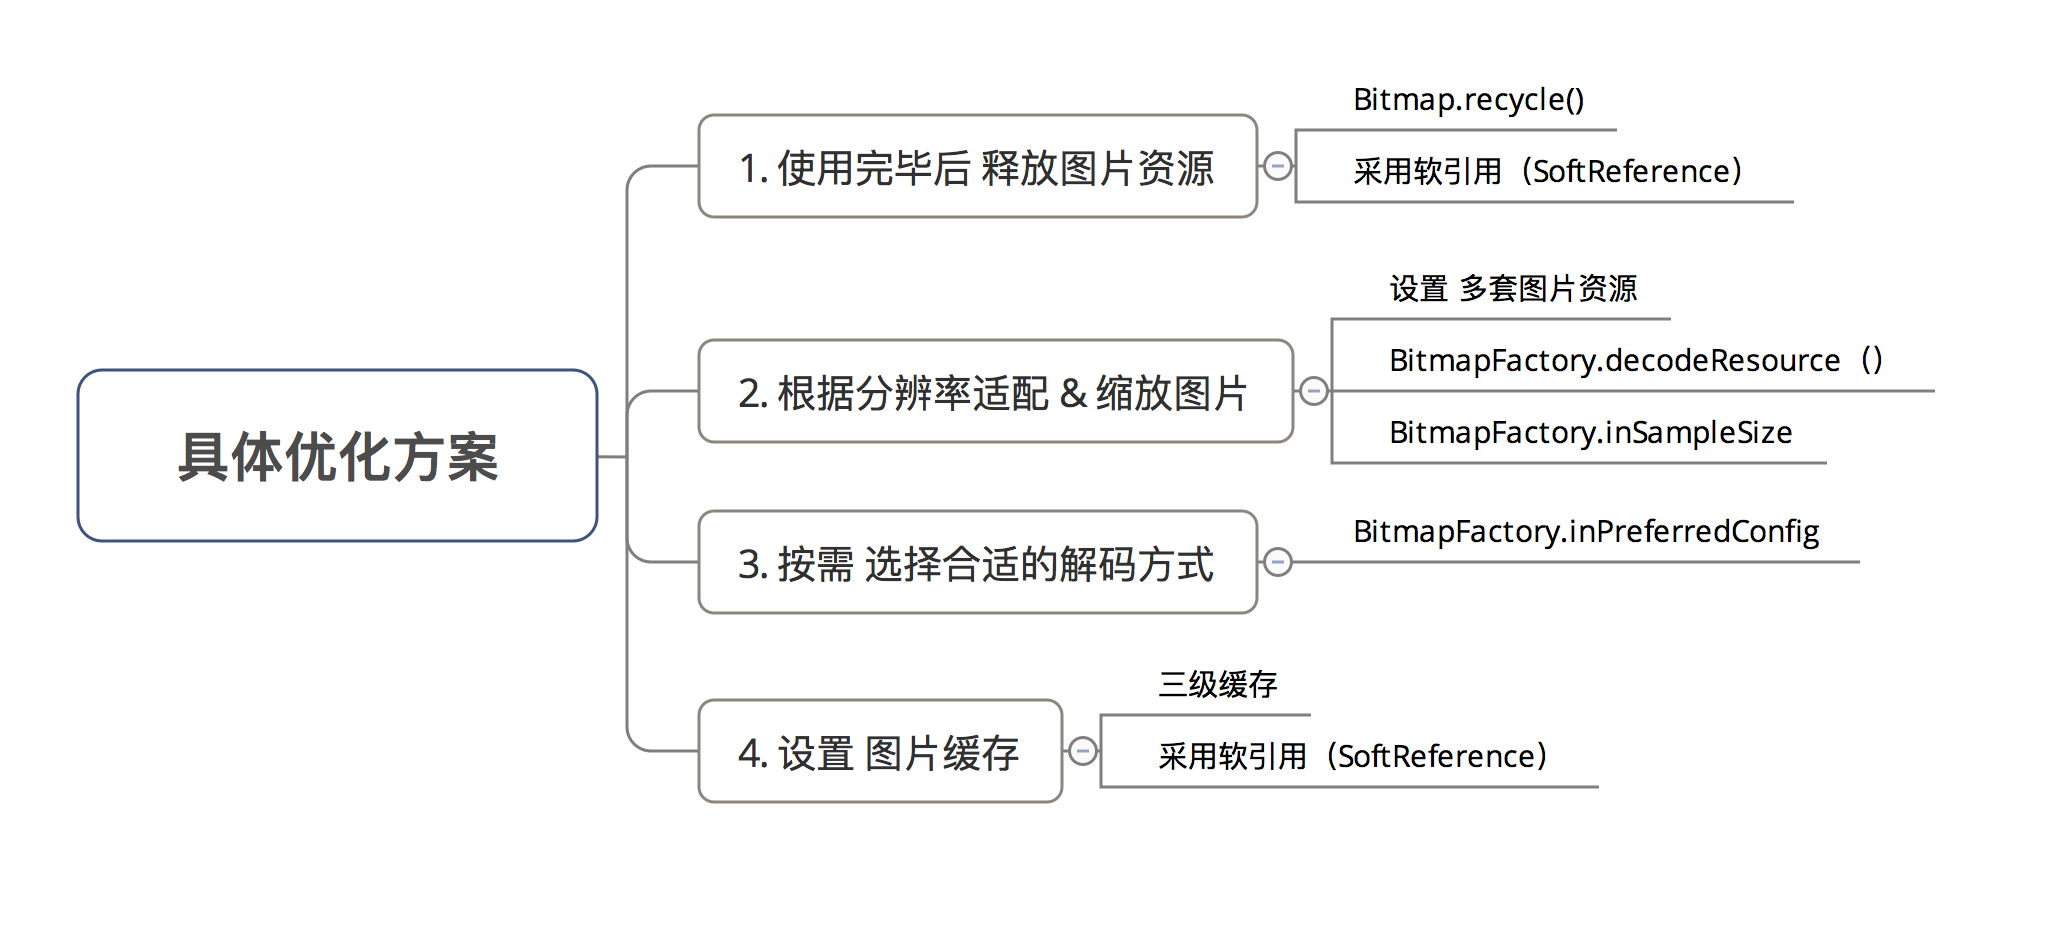 具体优化方案
1. 使用完毕后 释放图片资源
Bitmap.recycle()
采用软引用（SoftReference）
2. 根据分辨率适配 & 缩放图片
设置 多套图片资源
BitmapFactory.decodeResource（）
BitmapFactory.inSampleSize
3. 按需 选择合适的解码方式
BitmapFactory.inPreferredConfig
4. 设置 图片缓存
三级缓存
采用软引用（SoftReference）